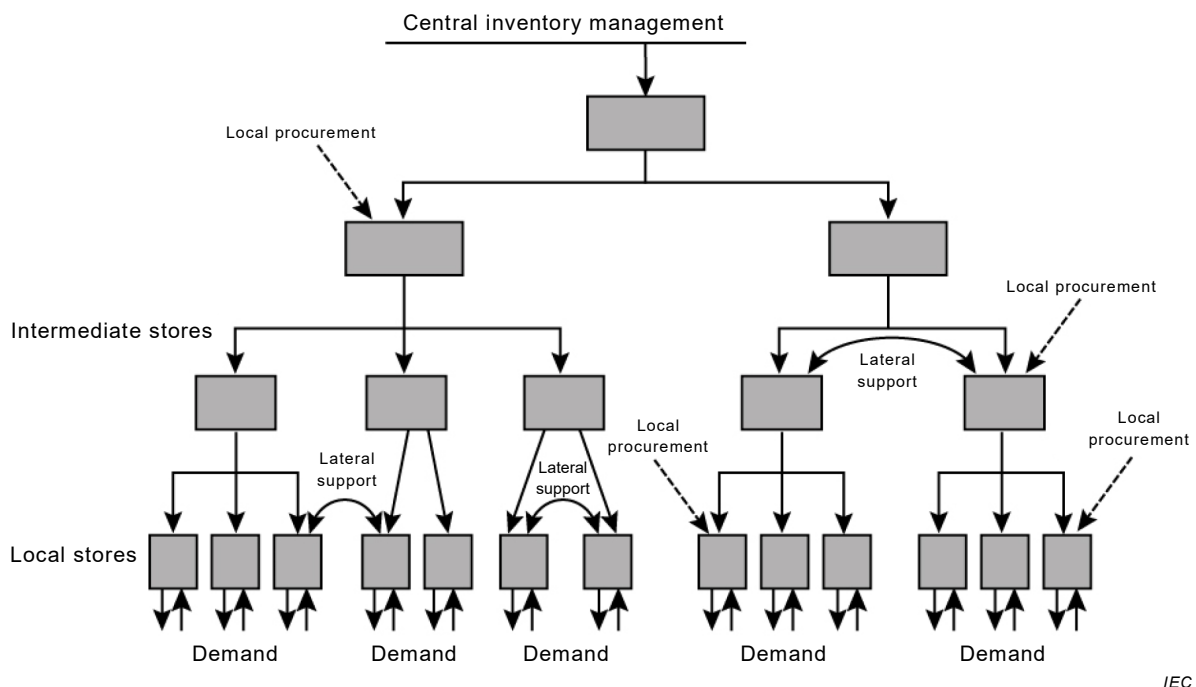 Central inventory management
Local procurement
Local procurement
Intermediate stores
Lateral
support
Local
procurement
Local
procurement
Lateral
support
Lateral
support
Local stores
Demand
Demand
Demand
Demand
Demand
IEC